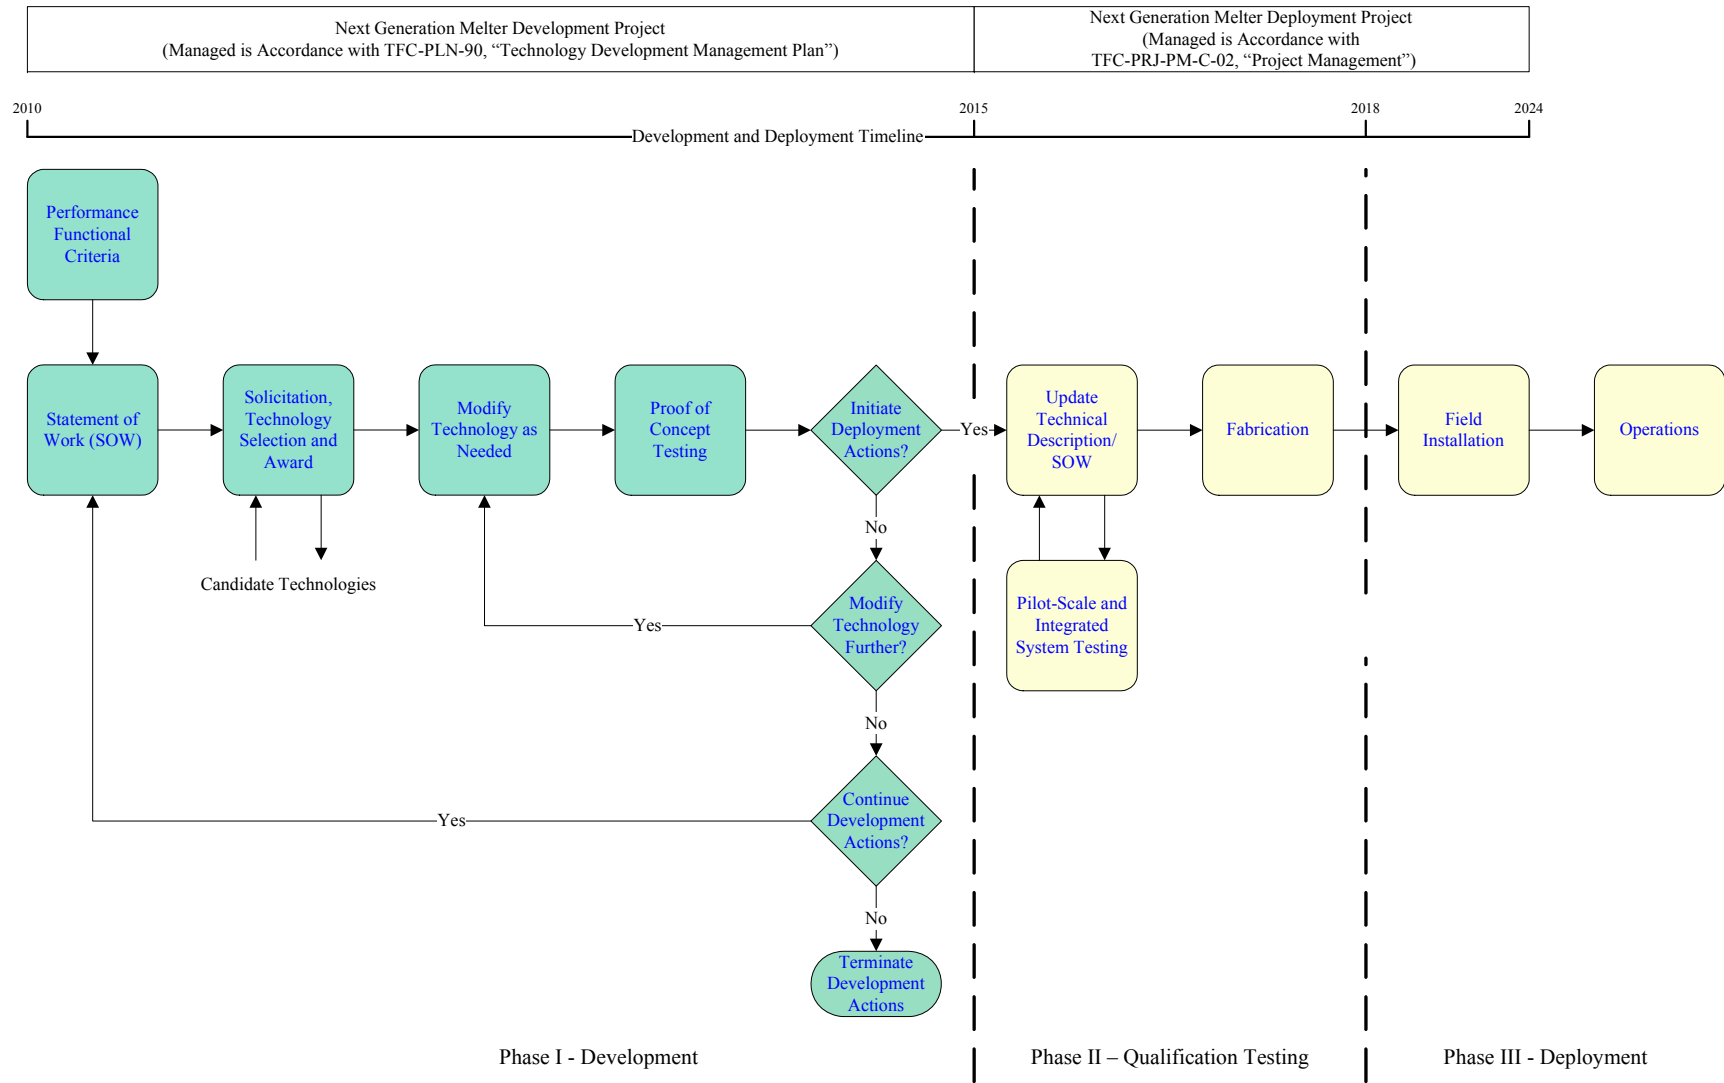 Next Generation Melter Development Project
(Managed is Accordance with TFC-PLN-90, “Technology Development Management Plan”)
Next Generation Melter Deployment Project
(Managed is Accordance with
TFC-PRJ-PM-C-02, “Project Management”)
2010
2015
2018
2024
Development and Deployment Timeline
Performance
Functional
Criteria
Statement of
Work (SOW)
Solicitation,
Technology
Selection and
Award
Modify
Technology as
Needed
Proof of
Concept
Testing
Initiate
Deployment
Actions?
Yes
Update
Technical
Description/
SOW
Fabrication
Field
Installation
Operations
No
Candidate Technologies
Modify
Technology
Further?
Yes
Pilot-Scale and
Integrated
System Testing
No
Continue
Development
Actions?
Yes
No
Terminate
Development
Actions
Phase I - Development
Phase II – Qualification Testing
Phase III - Deployment